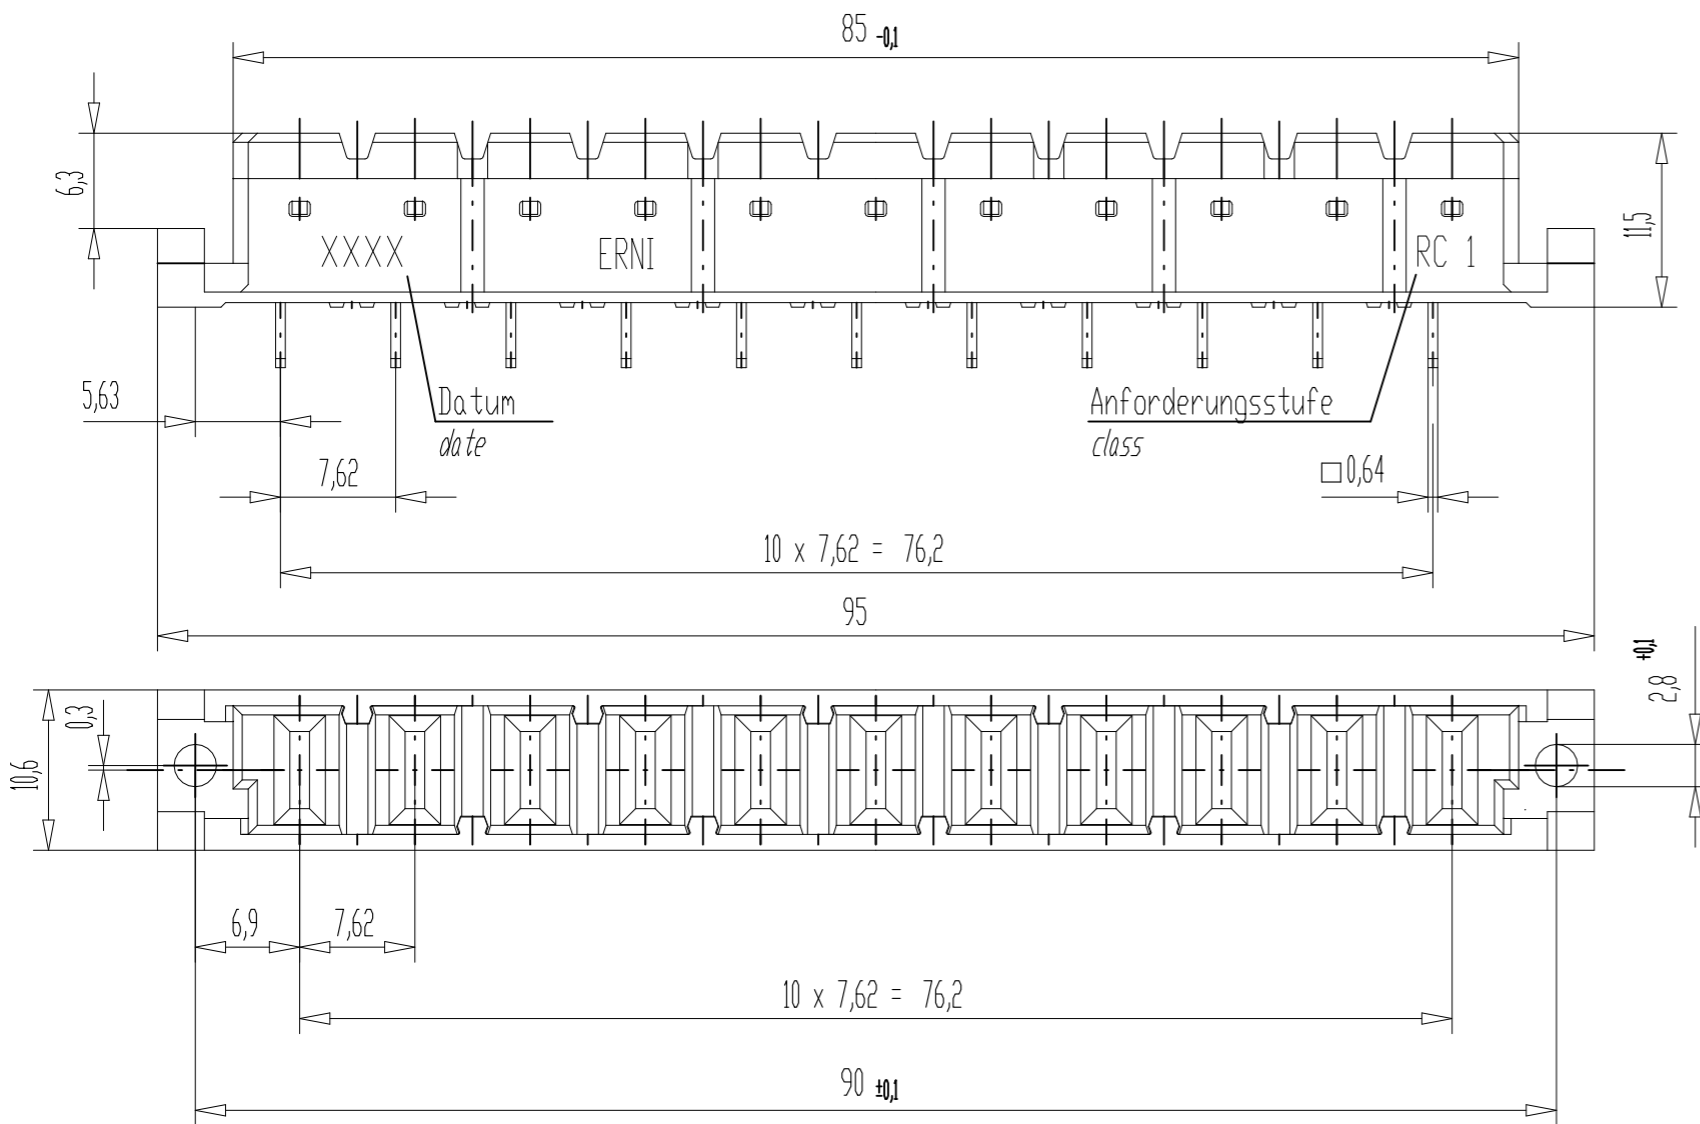 85 -0,1
6,3
11,5
XXXX
ERNI
RC 1
5,63
Datum
date
Anforderungsstufe
class
7,62
□0,64
10 x 7,62 = 76,2
95
+0,1
2,8
0,3
10,6
6,9
7,62
10 x 7,62 = 76,2
90 ±0,1